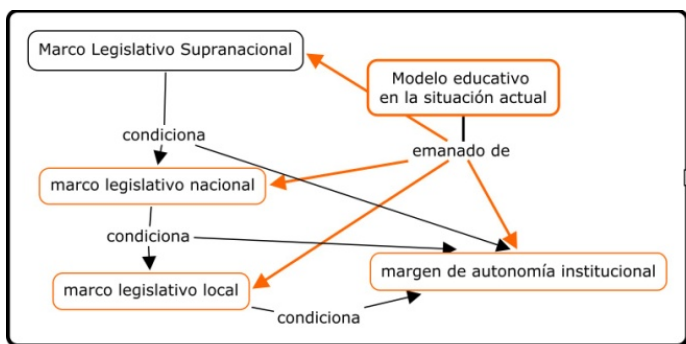 Marco Legislativo Supranacional
Modelo educativo
en la situación actual
condiciona
emanado de
marco legislativo nacional
condiciona
margen de autonomía institucional
marco legislativo local
condiciona